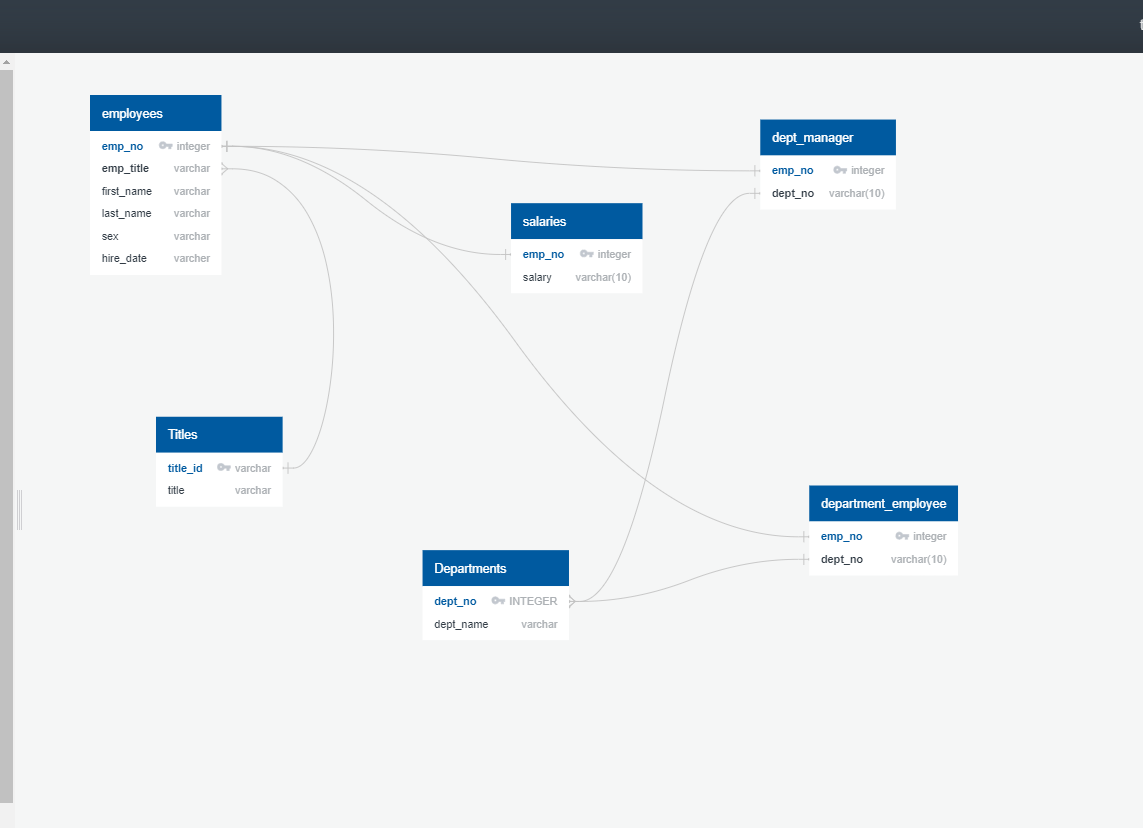 employees
emp_no integer
emp_title varchar
first_name varchar
last_name varchar
sex varchar
hire_date varcher
dept_manager
emp_no integer
dept_no varchar(10)
salaries
emp_no integer
salary varchar(10)
Titles
title_id varchar
title varchar
department_employee
emp_no integer
dept_no varchar(10)
Departments
dept_no INTEGER
dept_name varchar